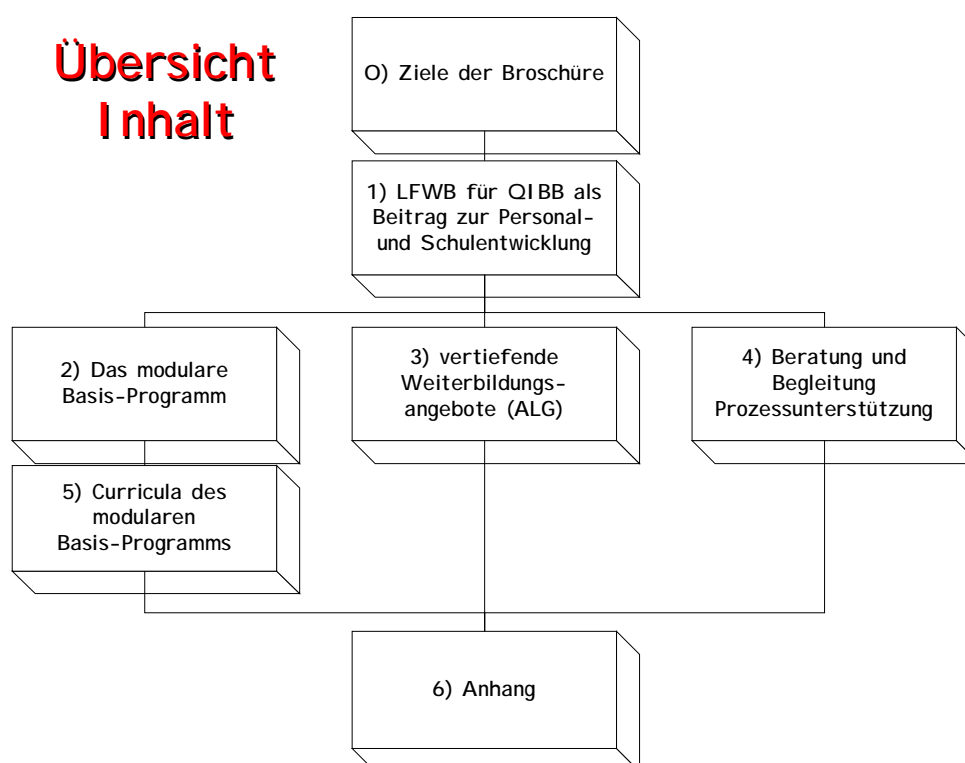 Übersicht
Inhalt
O) Ziele der Broschüre
1) LFWB für QIBB als
Beitrag zur Personal-
und Schulentwicklung
2) Das modulare
Basis-Programm
3) vertiefende
Weiterbildungs-
angebote (ALG)
4) Beratung und
Begleitung
Prozessunterstützung
5) Curricula des
modularen
Basis-Programms
6) Anhang